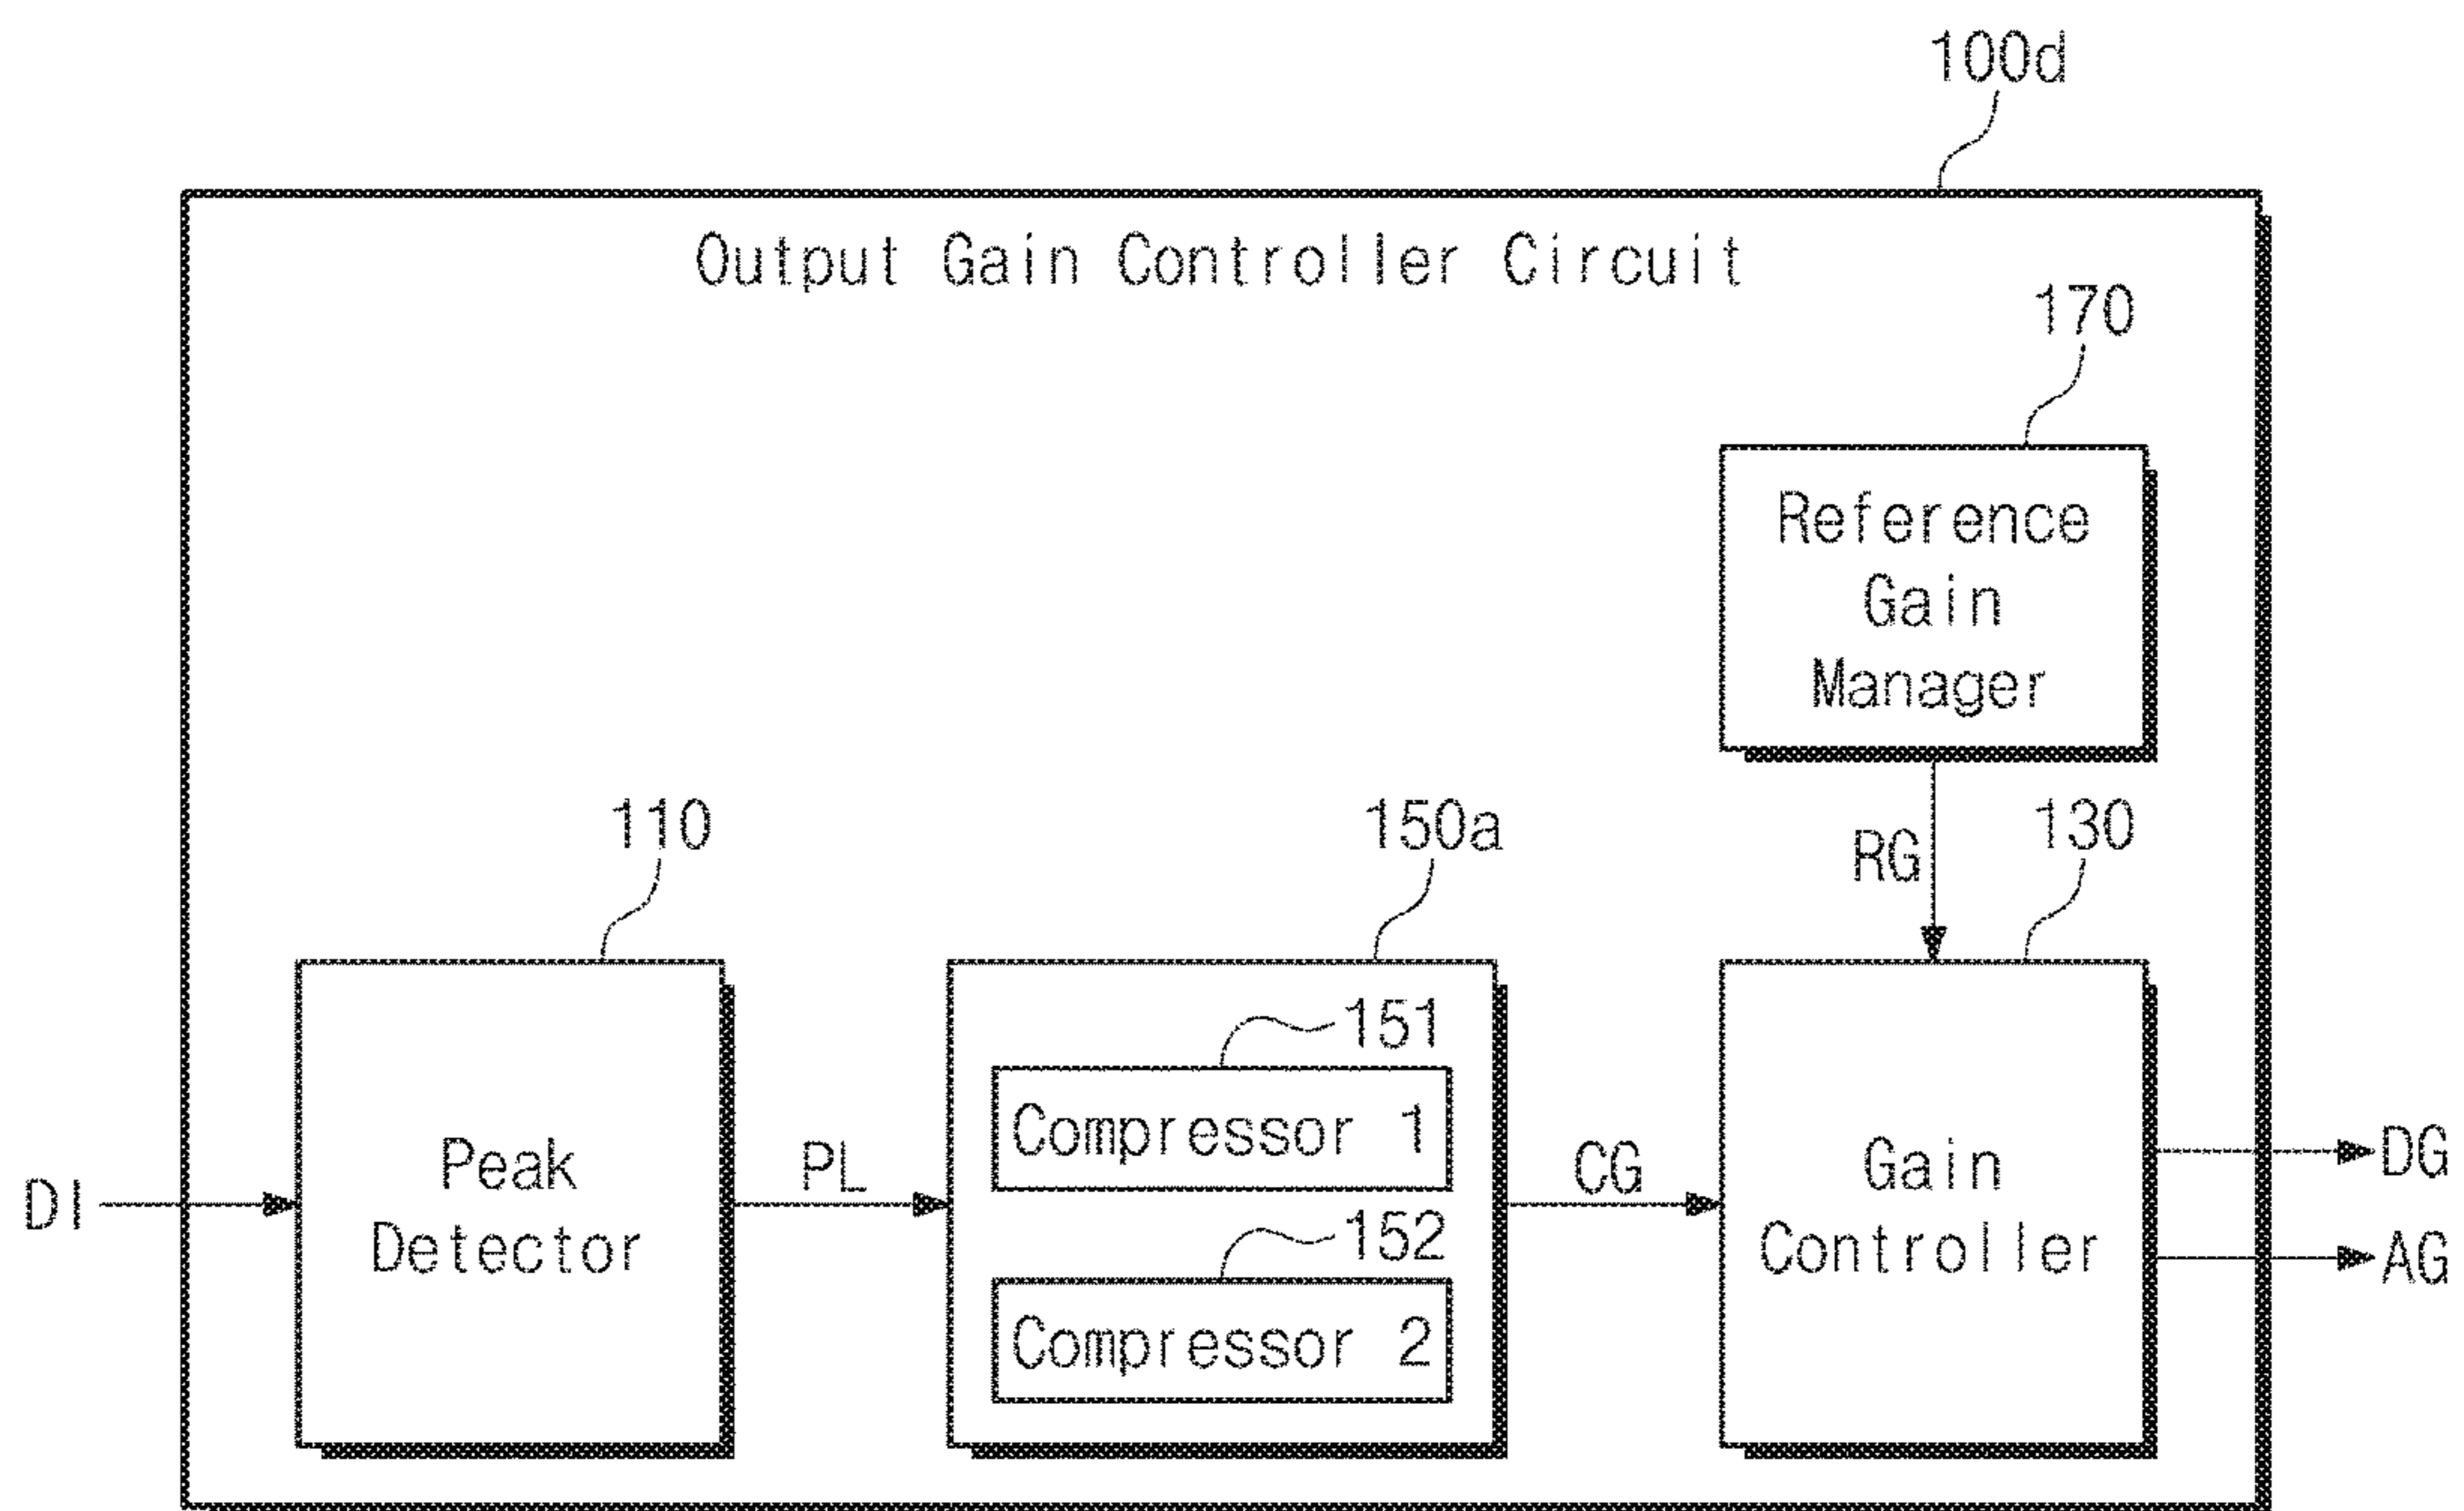 100d
Output Gain Controller Circuit
170
Reference
Gain
Manager
110
150a
RG
130
151
Compressor 1
DI
Peak
Detector
PL
CG
Gain
Controller
DG
AG
152
Compressor 2